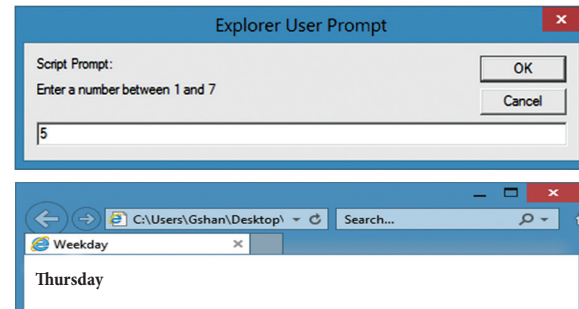 Explorer User Prompt
Script Prompt:
Enter a number between 1 and 7
OK
Cancel
5
C:\Users\Gshan\Desktop\
Search...
Weekday
Thursday